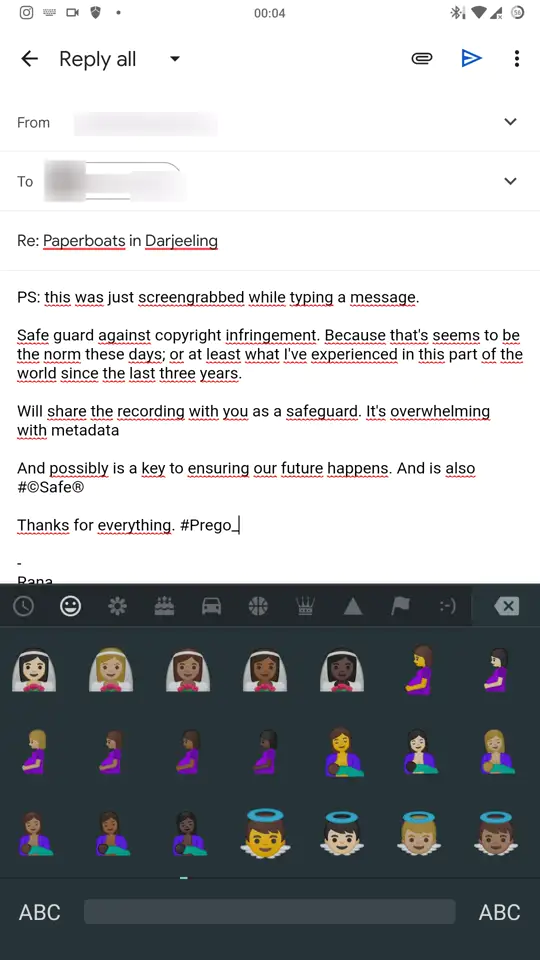 00:04
56
Reply all
From
To
Re: Paperboats in Darjeeling
PS: this was just screengrabbed while typing a message.
Safe guard against copyright infringement. Because that's seems to be
the norm these days; or at least what I've experienced in this part of the
world since the last three years.
Will share the recording with you as a safeguard. It's overwhelming
with metadata
And possibly is a key to ensuring our future happens. And is also
#©Safe®
Thanks for everything. #Prego_
-
Rana
:-)
ABC ABC